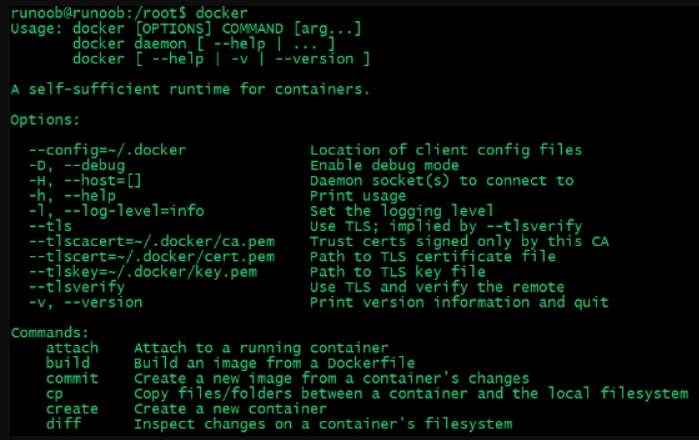 runoob@runoob:/root$ docker
Usage: docker [OPTIONS] COMMAND [arg...]
       docker daemon [ --help | ... ]
       docker [ --help | -v | --version ]

A self-sufficient runtime for containers.

Options:

  --config=~/.docker              Location of client config files
  -D, --debug                     Enable debug mode
  -H, --host=[]                   Daemon socket(s) to connect to
  -h, --help                      Print usage
  -l, --log-level=info            Set the logging level
  --tls                           Use TLS; implied by --tlsverify
  --tlscacert=~/.docker/ca.pem    Trust certs signed only by this CA
  --tlscert=~/.docker/cert.pem    Path to TLS certificate file
  --tlskey=~/.docker/key.pem      Path to TLS key file
  --tlsverify                     Use TLS and verify the remote
  -v, --version                   Print version information and quit

Commands:
    attach    Attach to a running container
    build     Build an image from a Dockerfile
    commit    Create a new image from a container's changes
    cp        Copy files/folders between a container and the local filesystem
    create    Create a new container
    diff      Inspect changes on a container's filesystem